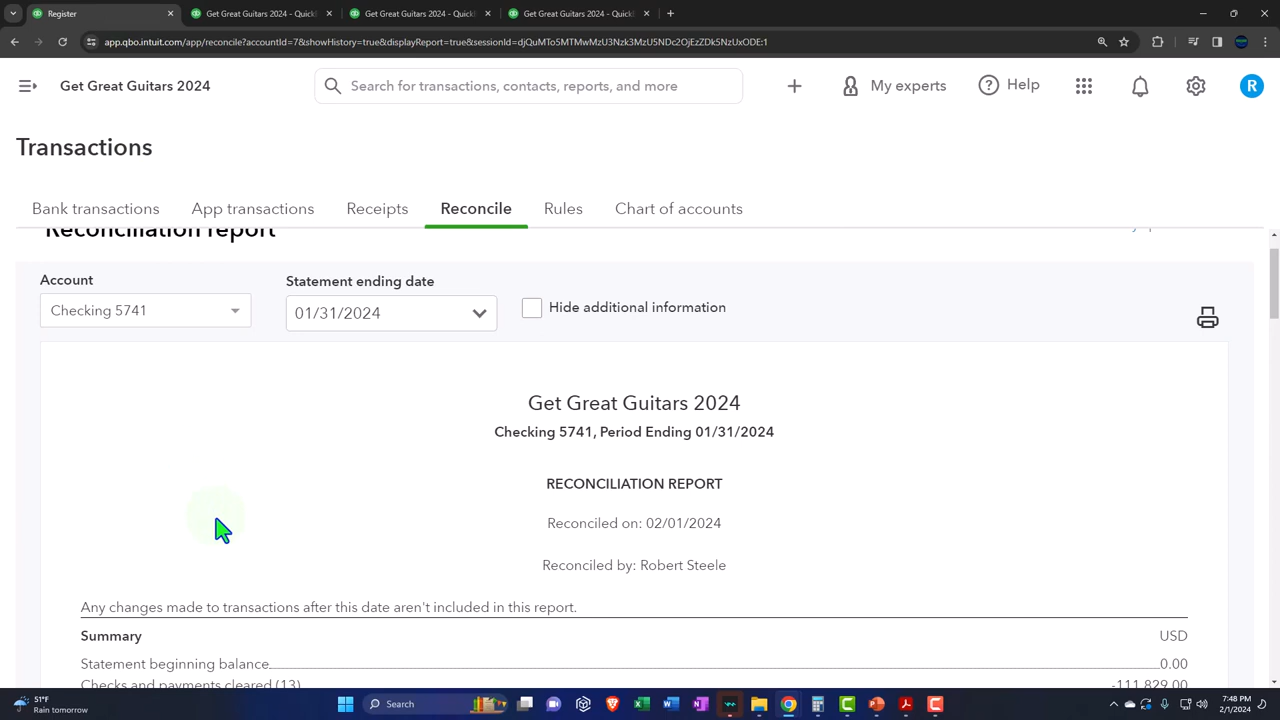 Register
Get Great Guitars 2024 - Quick
Get Great Guitars 2024 - Quick
Get Great Guitars 2024 - Quick
app.qbo.intuit.com/app/reconcile?accountId=7&showHistory=true&displayReport=true&sessionId=djQuMTo5MTMwMzU3Nzk3MzU5NDc2OjEzZDk5NzUxODE:1
Get Great Guitars 2024
Search for transactions, contacts, reports, and more
My experts
Help
R
Transactions
Bank transactions
App transactions
Receipts
Reconcile
Rules
Chart of accounts
Reconciliation report
Account
Statement ending date
Checking 5741
01/31/2024
Hide additional information
Get Great Guitars 2024
Checking 5741, Period Ending 01/31/2024
RECONCILIATION REPORT
Reconciled on: 02/01/2024
Reconciled by: Robert Steele
Any changes made to transactions after this date aren't included in this report.
Summary USD
Statement beginning balance 0.00
Checks and payments cleared (13) -111,829.00
51°F
Rain tomorrow
Search
7:48 PM
2/1/2024